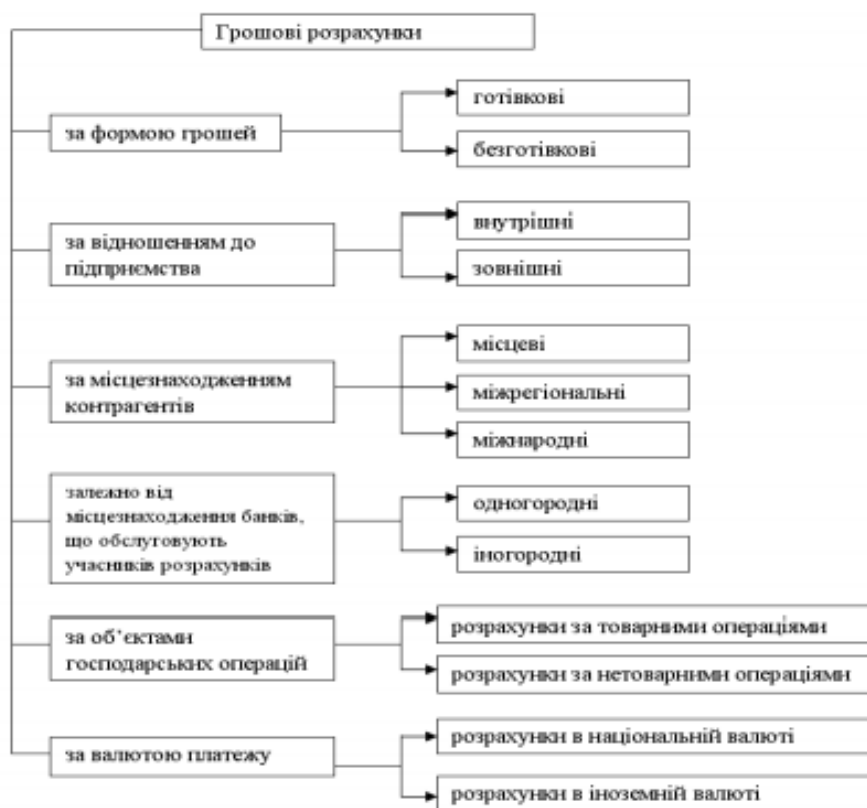 Грошові розрахунки
за формою грошей
готівкові
безготівкові
за відношенням до
підприємства
внутрішні
зовнішні
за місцезнаходженням
контрагентів
місцеві
міжрегіональні
міжнародні
залежно від
місцезнаходження банків,
що обслуговують
учасників розрахунків
одногородні
іногородні
за об’єктами
господарських операцій
розрахунки за товарними операціями
розрахунки за нетоварними операціями
за валютою платежу
розрахунки в національній валюті
розрахунки в іноземній валюті